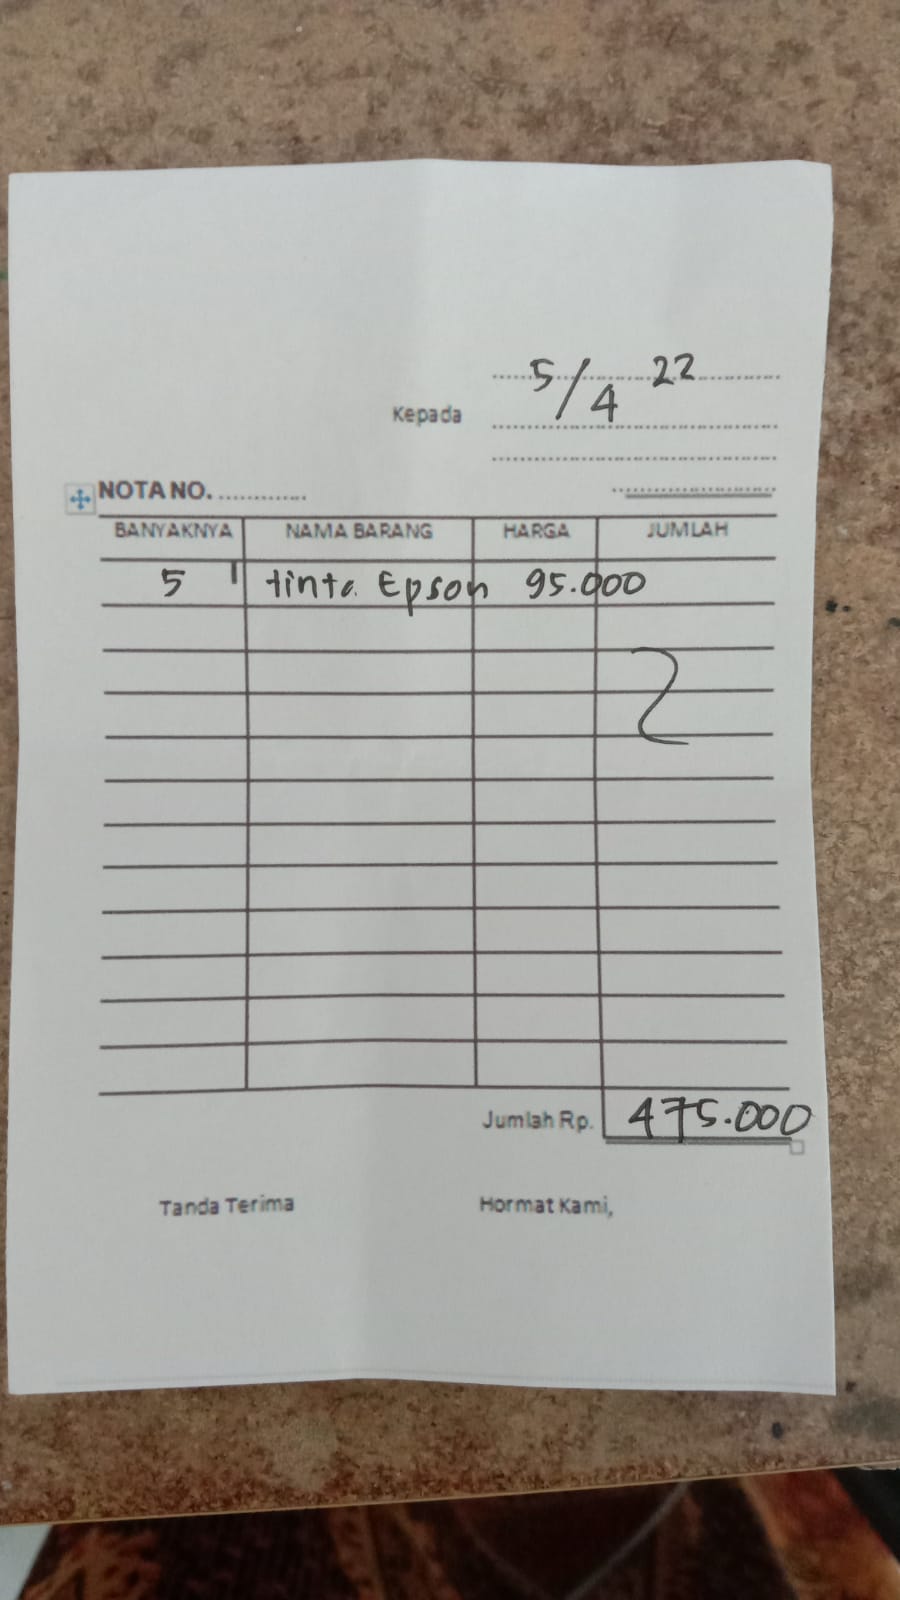 5/4 22
Kepada
NOTA NO. ............
BANYAKNYA NAMA BARANG HARGA JUMLAH
5 tinta Epson 95.000
Jumlah Rp. 475.000
Tanda Terima Hormat Kami,